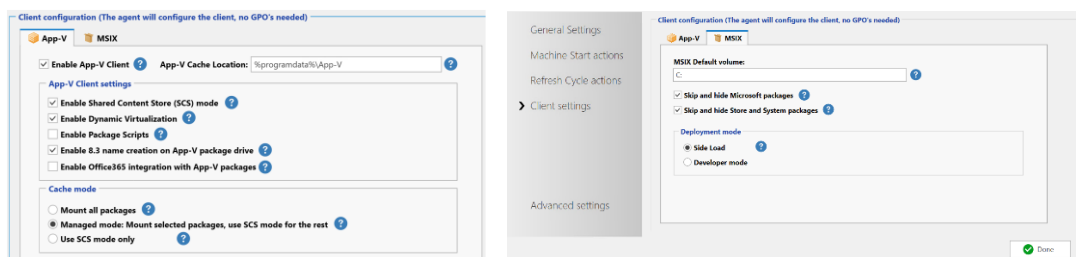 Client configuration (The agent will configure the client, no GPO's needed)
App-V
MSIX
Enable App-V Client ?
App-V Cache Location: %programdata%\App-V ?
App-V Client settings
Enable Shared Content Store (SCS) mode ?
Enable Dynamic Virtualization ?
Enable Package Scripts ?
Enable 8.3 name creation on App-V package drive ?
Enable Office365 integration with App-V packages ?
Cache mode
Mount all packages ?
Managed mode: Mount selected packages, use SCS mode for the rest ?
Use SCS mode only ?
General Settings
Machine Start actions
Refresh Cycle actions
Client settings
Advanced settings
Client configuration (The agent will configure the client, no GPO's needed)
App-V
MSIX
MSIX Default volume:
C: ?
Skip and hide Microsoft packages ?
Skip and hide Store and System packages ?
Deployment mode
Side Load ?
Developer mode
Done